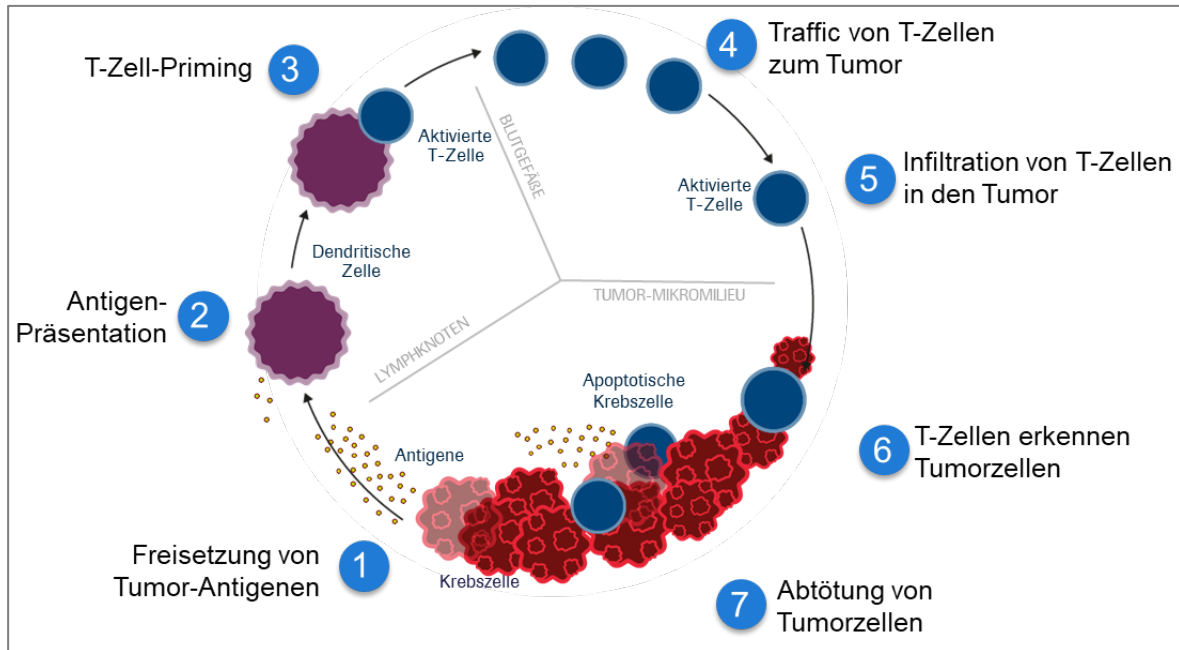 1
Freisetzung von
Tumor-Antigenen
2
Antigen-
Präsentation
3
T-Zell-Priming
4
Traffic von T-Zellen
zum Tumor
5
Infiltration von T-Zellen
in den Tumor
6
T-Zellen erkennen
Tumorzellen
7
Abtötung von
Tumorzellen
Aktivierte
T-Zelle
BLUTGEFÄßE
Aktivierte
T-Zelle
Dendritische
Zelle
TUMOR-MIKROMILIEU
LYMPHKNOTEN
Apoptotische
Krebszelle
Antigene
Krebszelle